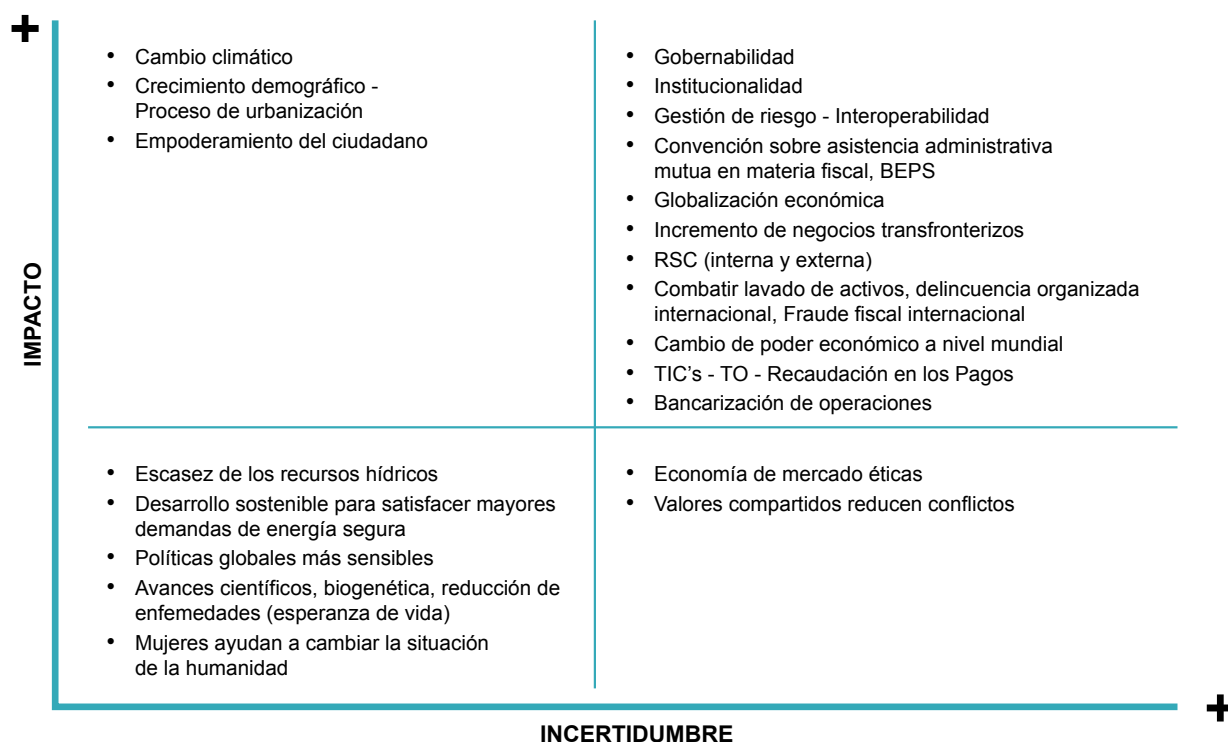 +
• Cambio climático
• Crecimiento demográfico -
Proceso de urbanización
• Empoderamiento del ciudadano
• Gobernabilidad
• Institucionalidad
• Gestión de riesgo - Interoperabilidad
• Convención sobre asistencia administrativa
mutua en materia fiscal, BEPS
• Globalización económica
• Incremento de negocios transfronterizos
• RSC (interna y externa)
• Combatir lavado de activos, delincuencia organizada
internacional, Fraude fiscal internacional
• Cambio de poder económico a nivel mundial
• TIC's - TO - Recaudación en los Pagos
• Bancarización de operaciones
IMPACTO
• Escasez de los recursos hídricos
• Desarrollo sostenible para satisfacer mayores
demandas de energía segura
• Políticas globales más sensibles
• Avances científicos, biogenética, reducción de
enfemedades (esperanza de vida)
• Mujeres ayudan a cambiar la situación
de la humanidad
• Economía de mercado éticas
• Valores compartidos reducen conflictos
+
INCERTIDUMBRE